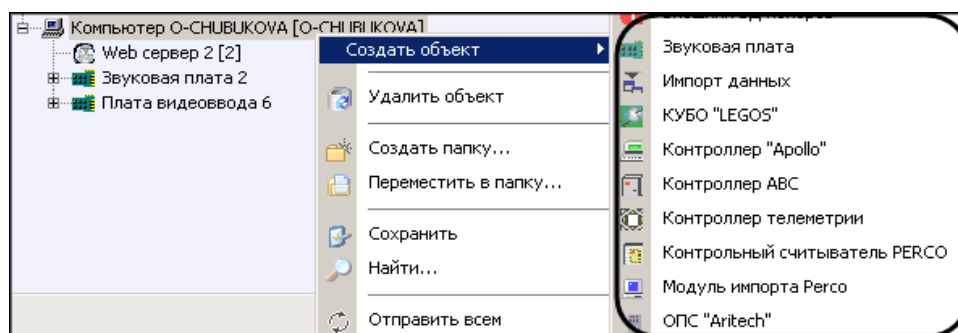 Компьютер O-CHUBUKOVA [O-CHUBUKOVA]
Web сервер 2 [2]
Звуковая плата 2
Плата видеоввода 6
Создать объект
Удалить объект
Создать папку...
Переместить в папку...
Сохранить
Найти...
Отправить всем
Звуковая плата
Импорт данных
КУБО "LEGOS"
Контроллер "Apollo"
Контроллер ABC
Контроллер телеметрии
Контрольный считыватель PERCO
Модуль импорта Perco
ОПС "Aritech"